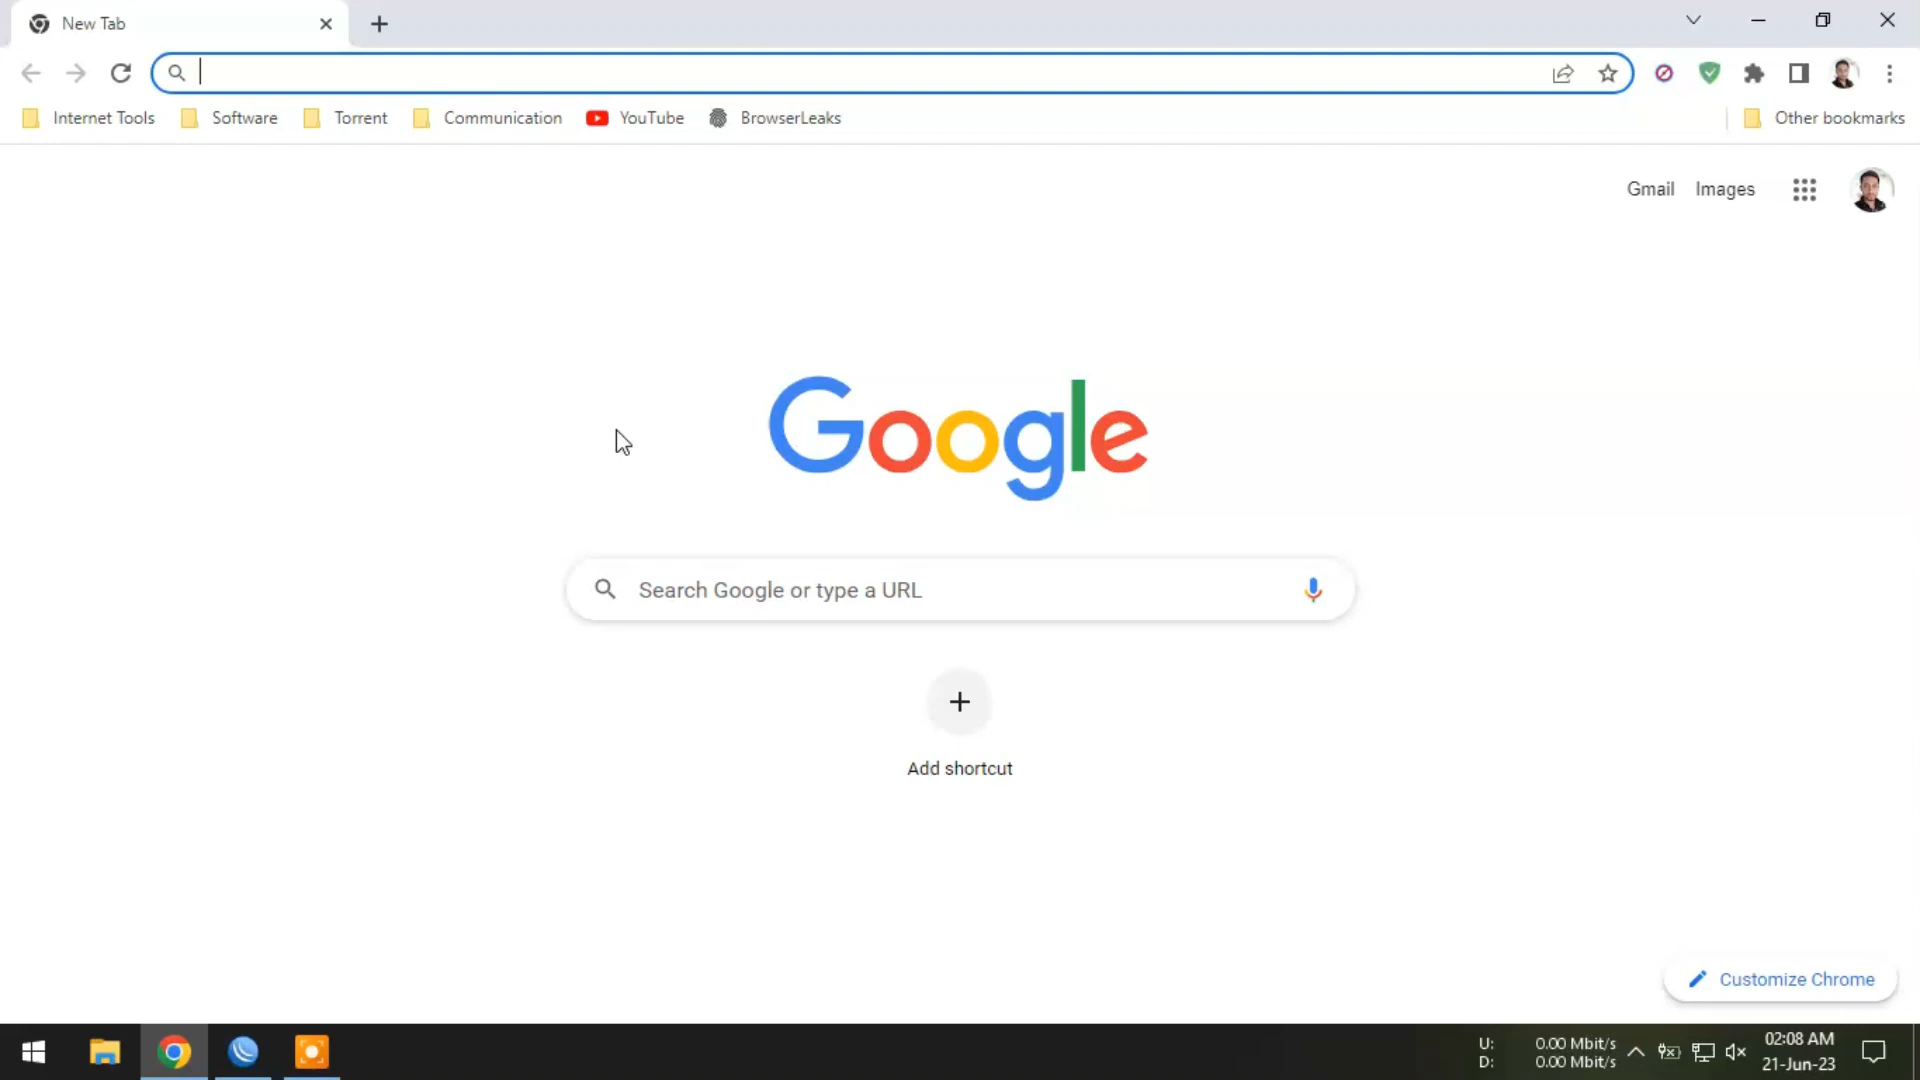 New Tab
Internet Tools
Software
Torrent
Communication
YouTube
BrowserLeaks
Other bookmarks
Gmail
Images
Google
Search Google or type a URL
Add shortcut
Customize Chrome
U: 0.00 Mbit/s
D: 0.00 Mbit/s
02:08 AM
21-Jun-23